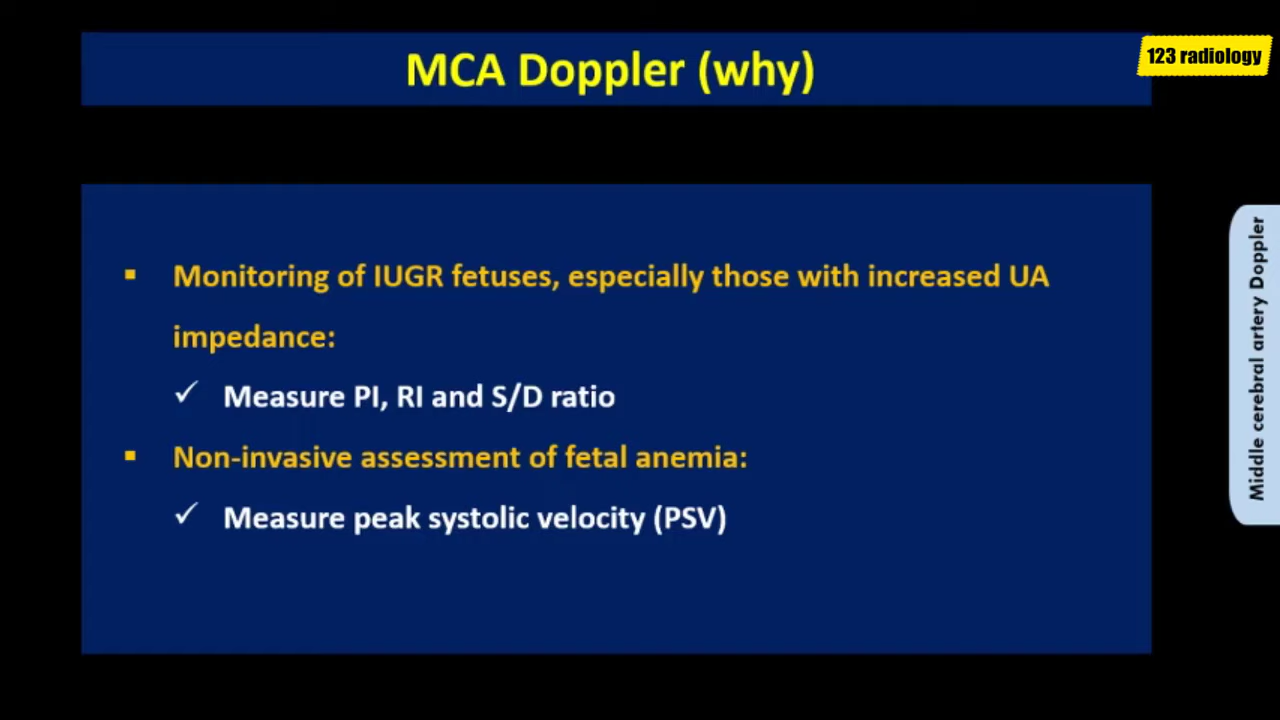 MCA Doppler (why)
123 radiology
▪ Monitoring of IUGR fetuses, especially those with increased UA
impedance:
✓ Measure PI, RI and S/D ratio
▪ Non-invasive assessment of fetal anemia:
✓ Measure peak systolic velocity (PSV)
Middle cerebral artery Doppler